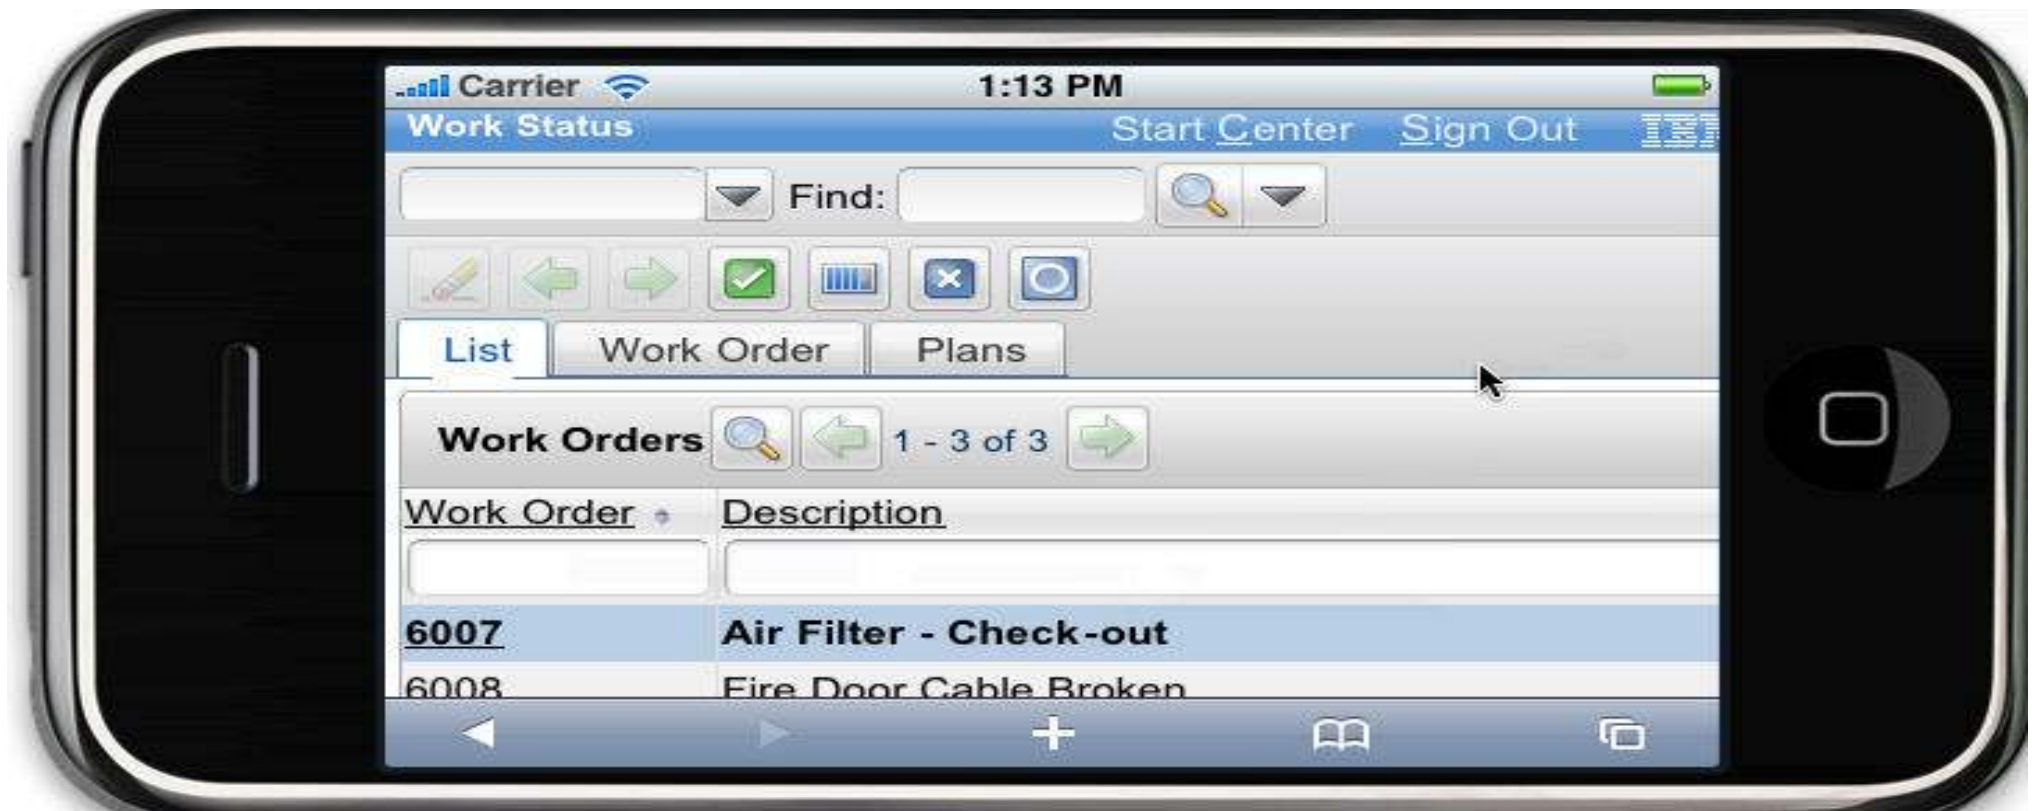 Carrier 1:13 PM
Work Status Start Center Sign Out IBM
Find:
List Work Order Plans
Work Orders 1 - 3 of 3
Work Order Description
6007 Air Filter - Check-out
6008 Fire Door Cable Broken